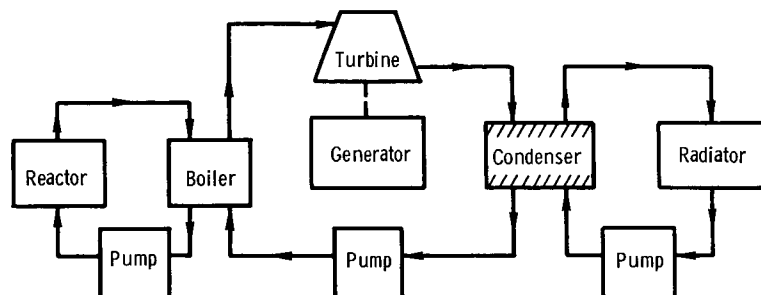 Turbine
Generator
Reactor
Boiler
Condenser
Radiator
Pump
Pump
Pump